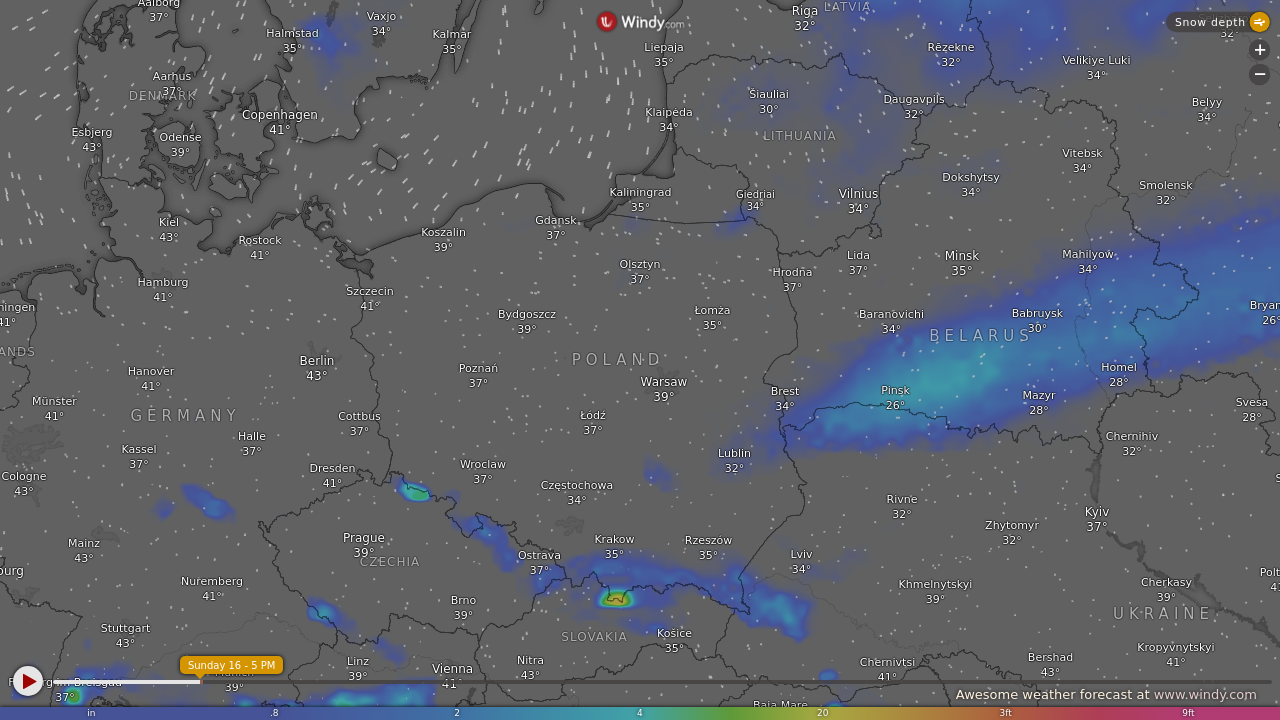 Aalborg
37°
Vaxjo
34°
Riga
32°
LATVIA
Windy.com
Snow depth
Halmstad
35°
Kalmar
35°
Liepaja
35°
Rēzekne
32°
32°
Velikiye Luki
34°
+
−
Aarhus
37°
DENMARK
Šiauliai
30°
Daugavpils
32°
Belyy
34°
Copenhagen
41°
Klaipėda
34°
Esbjerg
43°
Odense
39°
LITHUANIA
Vitebsk
34°
Dokshytsy
34°
Smolensk
32°
Kaliningrad
35°
Giedriai
34°
Vilnius
34°
Kiel
43°
Rostock
41°
Koszalin
39°
Gdansk
37°
Lida
37°
Minsk
35°
Mahilyow
34°
Olsztyn
37°
Hrodña
37°
Hamburg
41°
Szczecin
41°
ningen
41°
Bydgoszcz
39°
Łomża
35°
Baranovichi
34°
Babruysk
30°
Bryan
26°
BELARUS
ANDS
Berlin
43°
POLAND
Hanover
41°
Poznań
37°
Warsaw
39°
Homel
28°
Münster
41°
Brest
34°
Pinsk
26°
Mazyr
28°
Svesa
28°
GERMANY
Cottbus
37°
Łódź
37°
Halle
37°
Chernihiv
32°
Kassel
37°
Lublin
32°
Dresden
41°
Wroclaw
37°
Cologne
43°
Częstochowa
34°
Rivne
32°
Kyiv
37°
Zhytomyr
32°
Prague
39°
Mainz
43°
Krakow
35°
Rzeszow
35°
Ostrava
37°
Lviv
34°
CZECHIA
ourg
Nuremberg
41°
Khmelnytskyi
39°
Cherkasy
39°
Polt
41
Brno
39°
UKRAINE
Stuttgart
43°
SLOVAKIA
Košice
35°
Kropyvnytskyi
41°
Sunday 16 - 5 PM
Linz
39°
Vienna
41°
Nitra
43°
Chernivtsi
41°
Bershad
43°
37°
39°
Awesome weather forecast at www.windy.com
Baia Mare
in .8 2 4 20 3ft 9ft